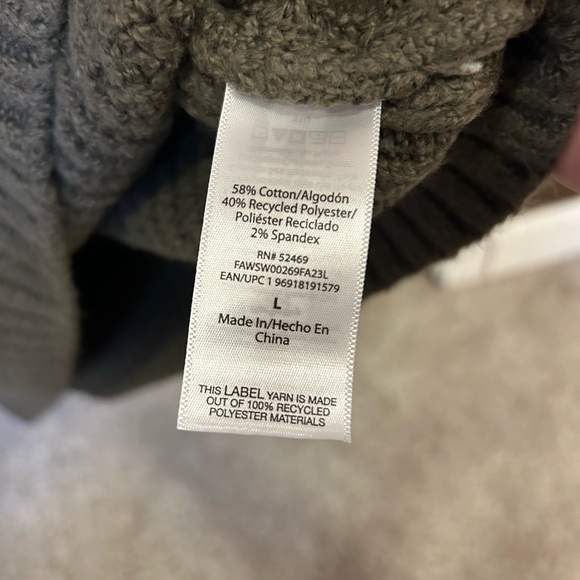 58% Cotton/Algodón
40% Recycled Polyester/
Poliéster Reciclado
2% Spandex
RN# 52469
FAWSW00269FA23L
EAN/UPC 1 96918191579
L
Made In/Hecho En
China
THIS LABEL YARN IS MADE
OUT OF 100% RECYCLED
POLYESTER MATERIALS